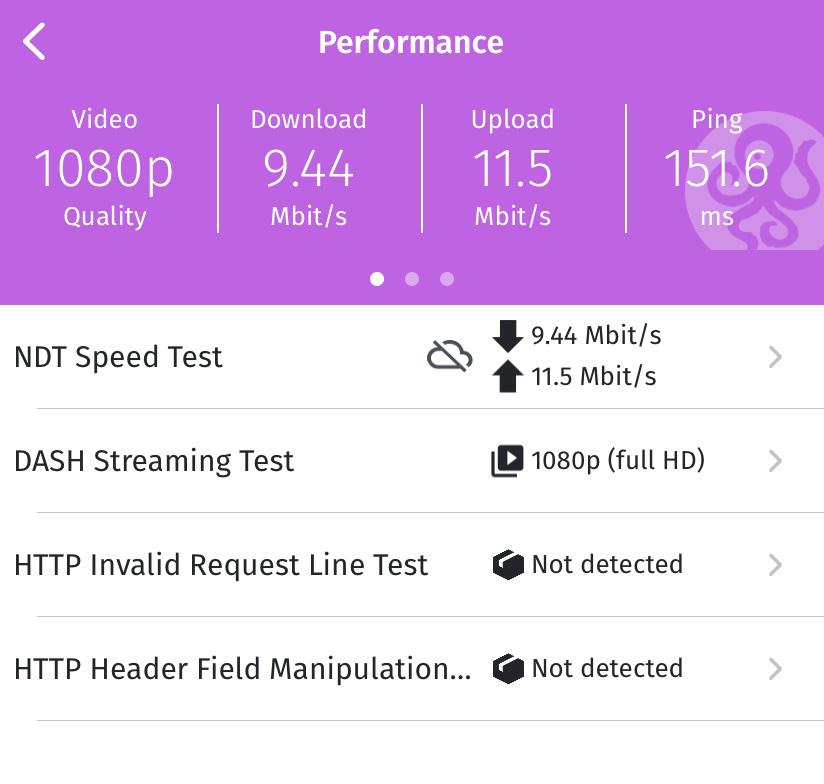 Performance
Video
1080p
Quality
Download
9.44
Mbit/s
Upload
11.5
Mbit/s
Ping
151.6
ms
NDT Speed Test
9.44 Mbit/s
11.5 Mbit/s
DASH Streaming Test
1080p (full HD)
HTTP Invalid Request Line Test
Not detected
HTTP Header Field Manipulation...
Not detected